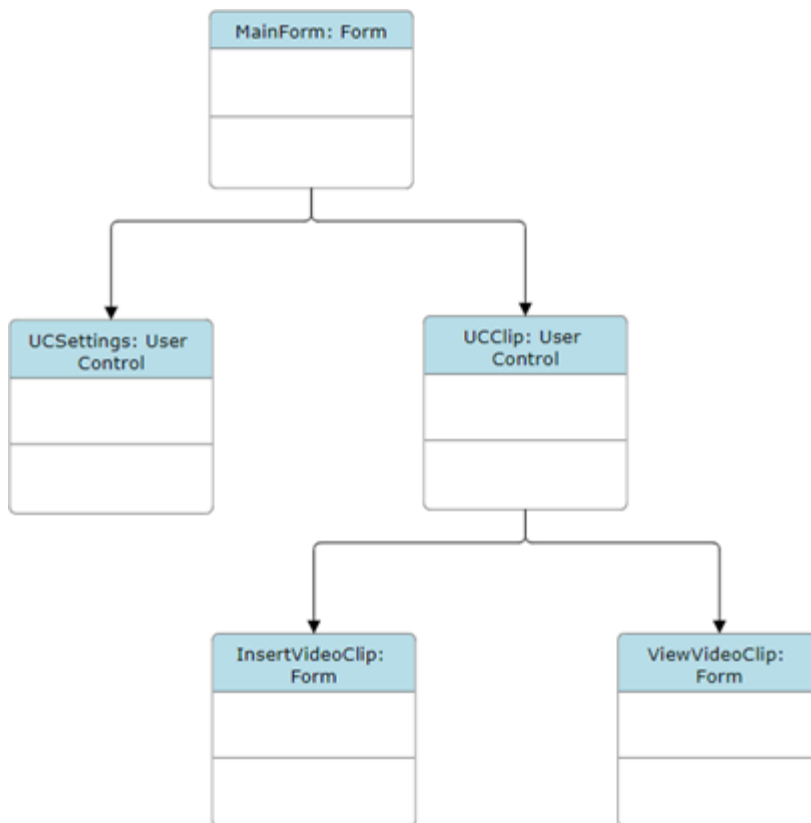 MainForm: Form
UCSettings: User
Control
UCClip: User
Control
InsertVideoClip:
Form
ViewVideoClip:
Form